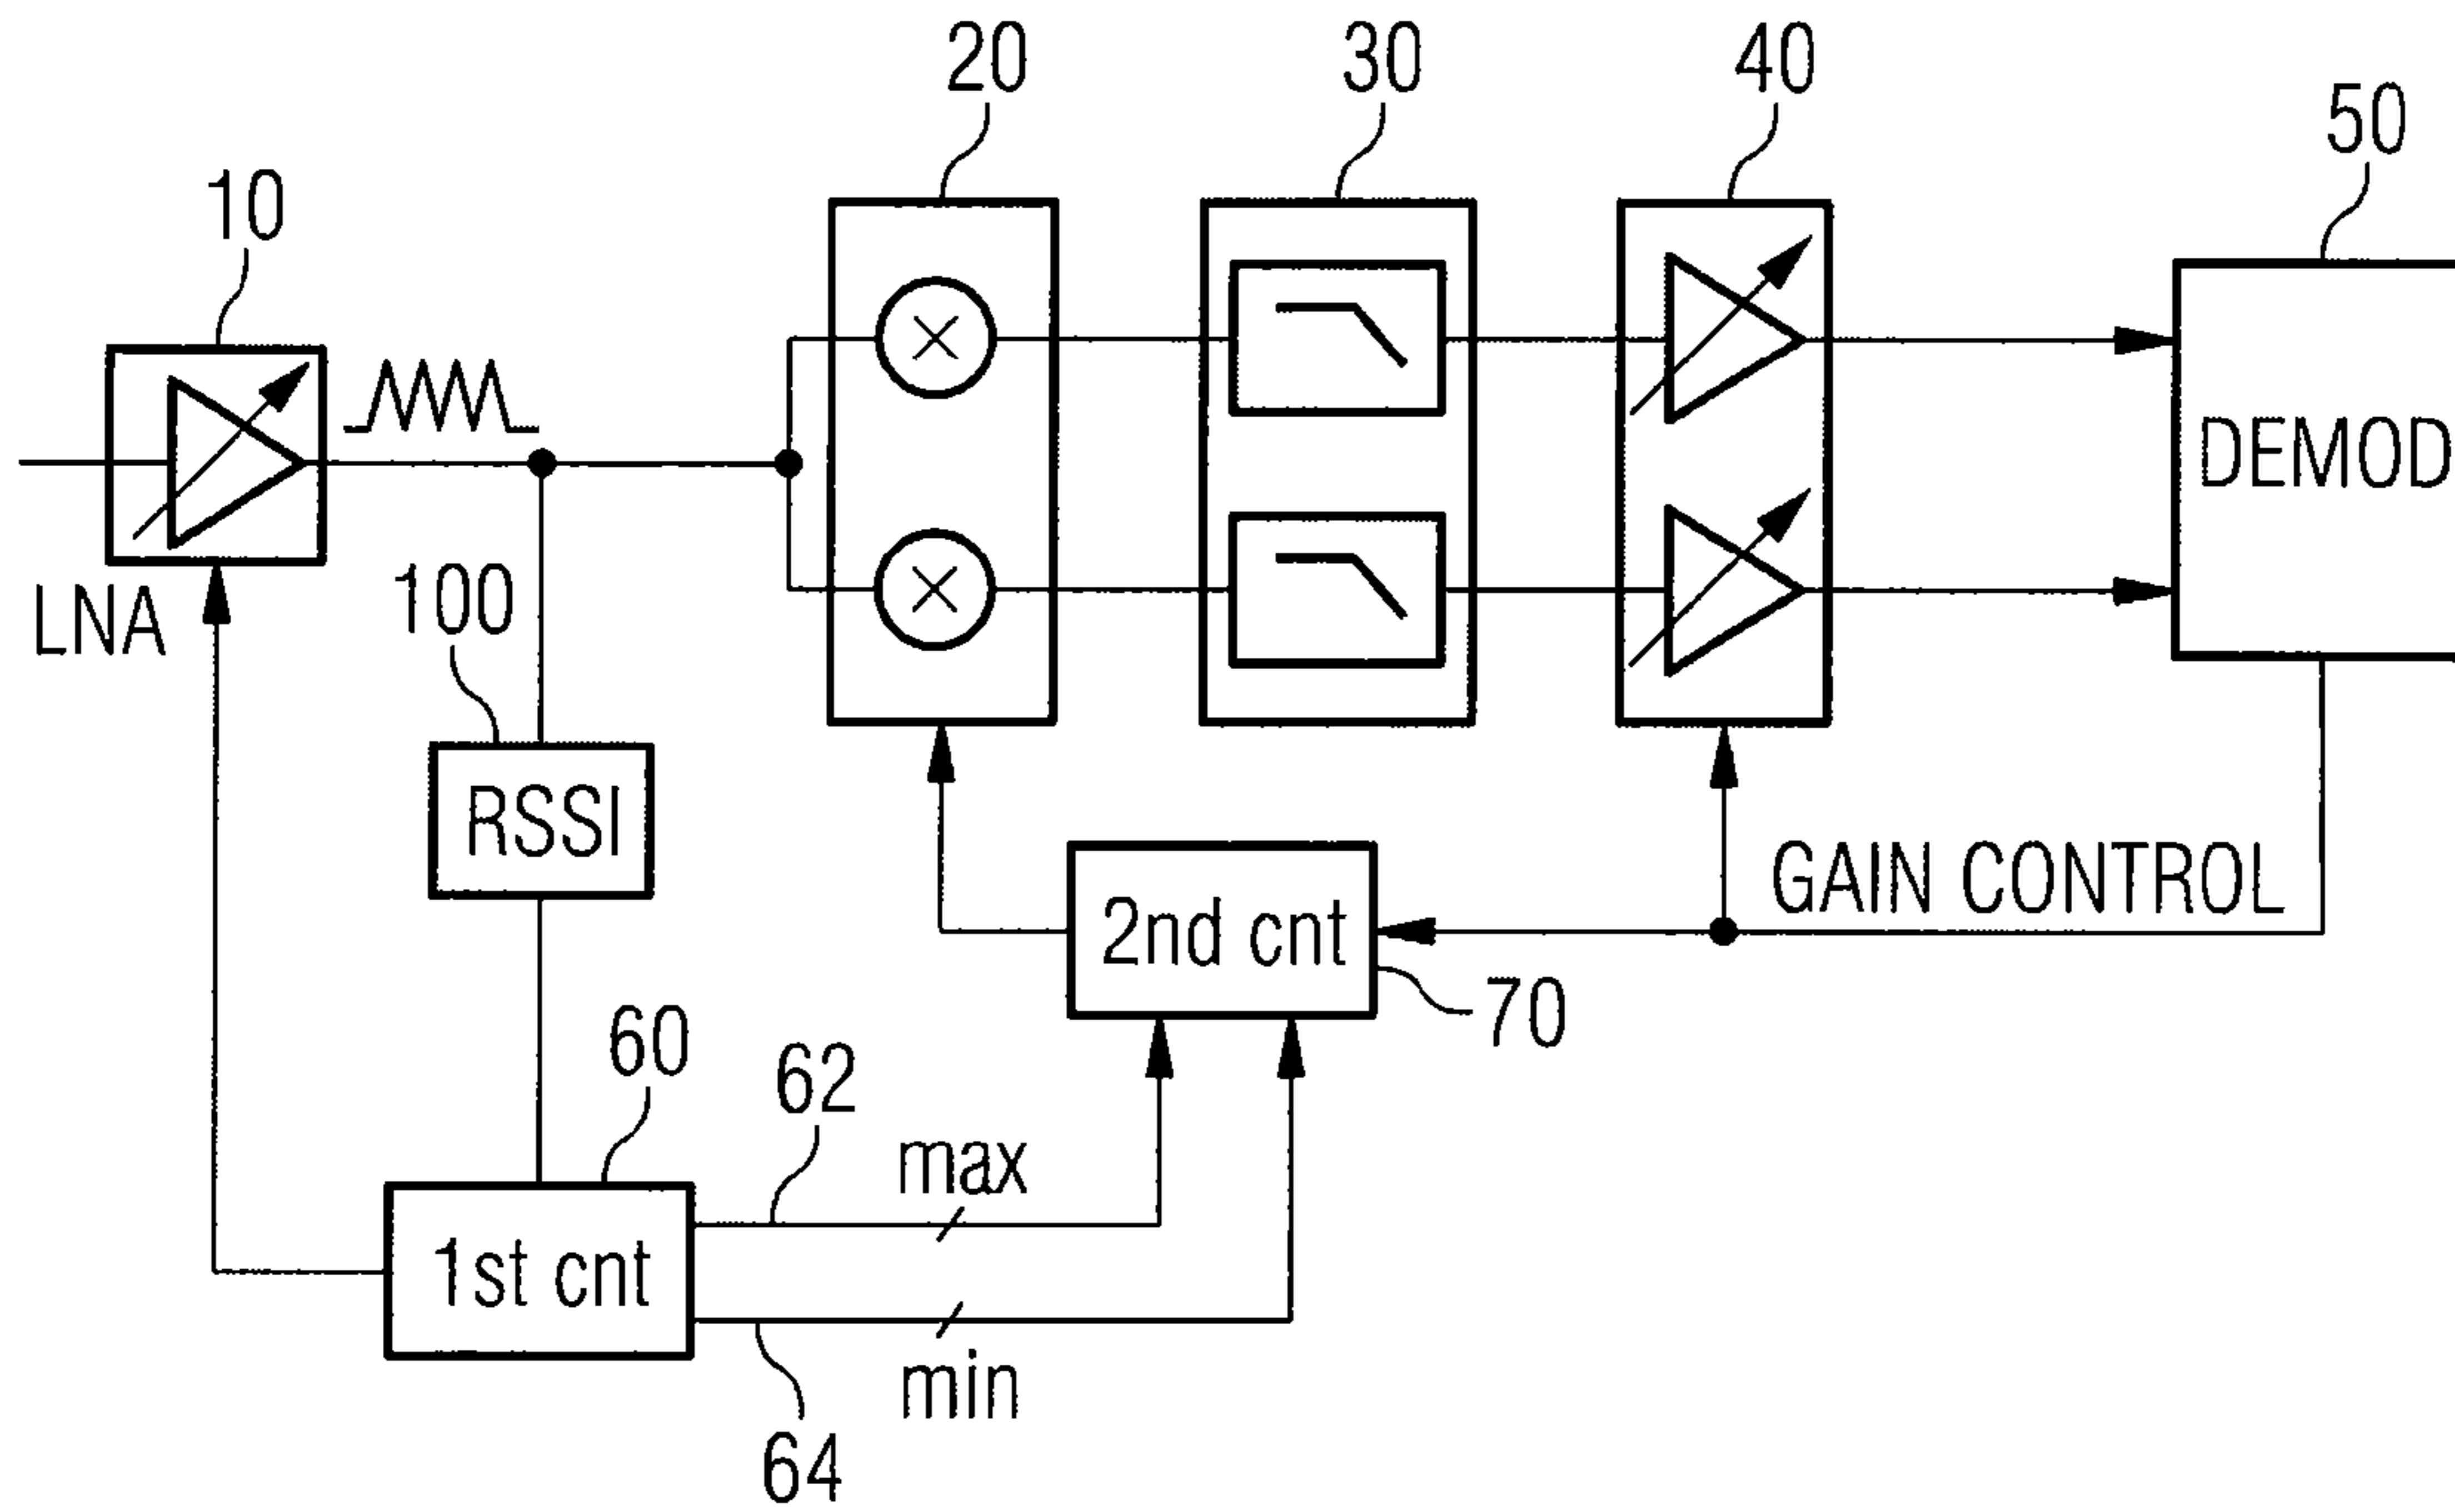 20
30
40
50
10
DEMOD
LNA
100
RSSI
GAIN CONTROL
2nd cnt
70
60
62
max
1st cnt
min
64